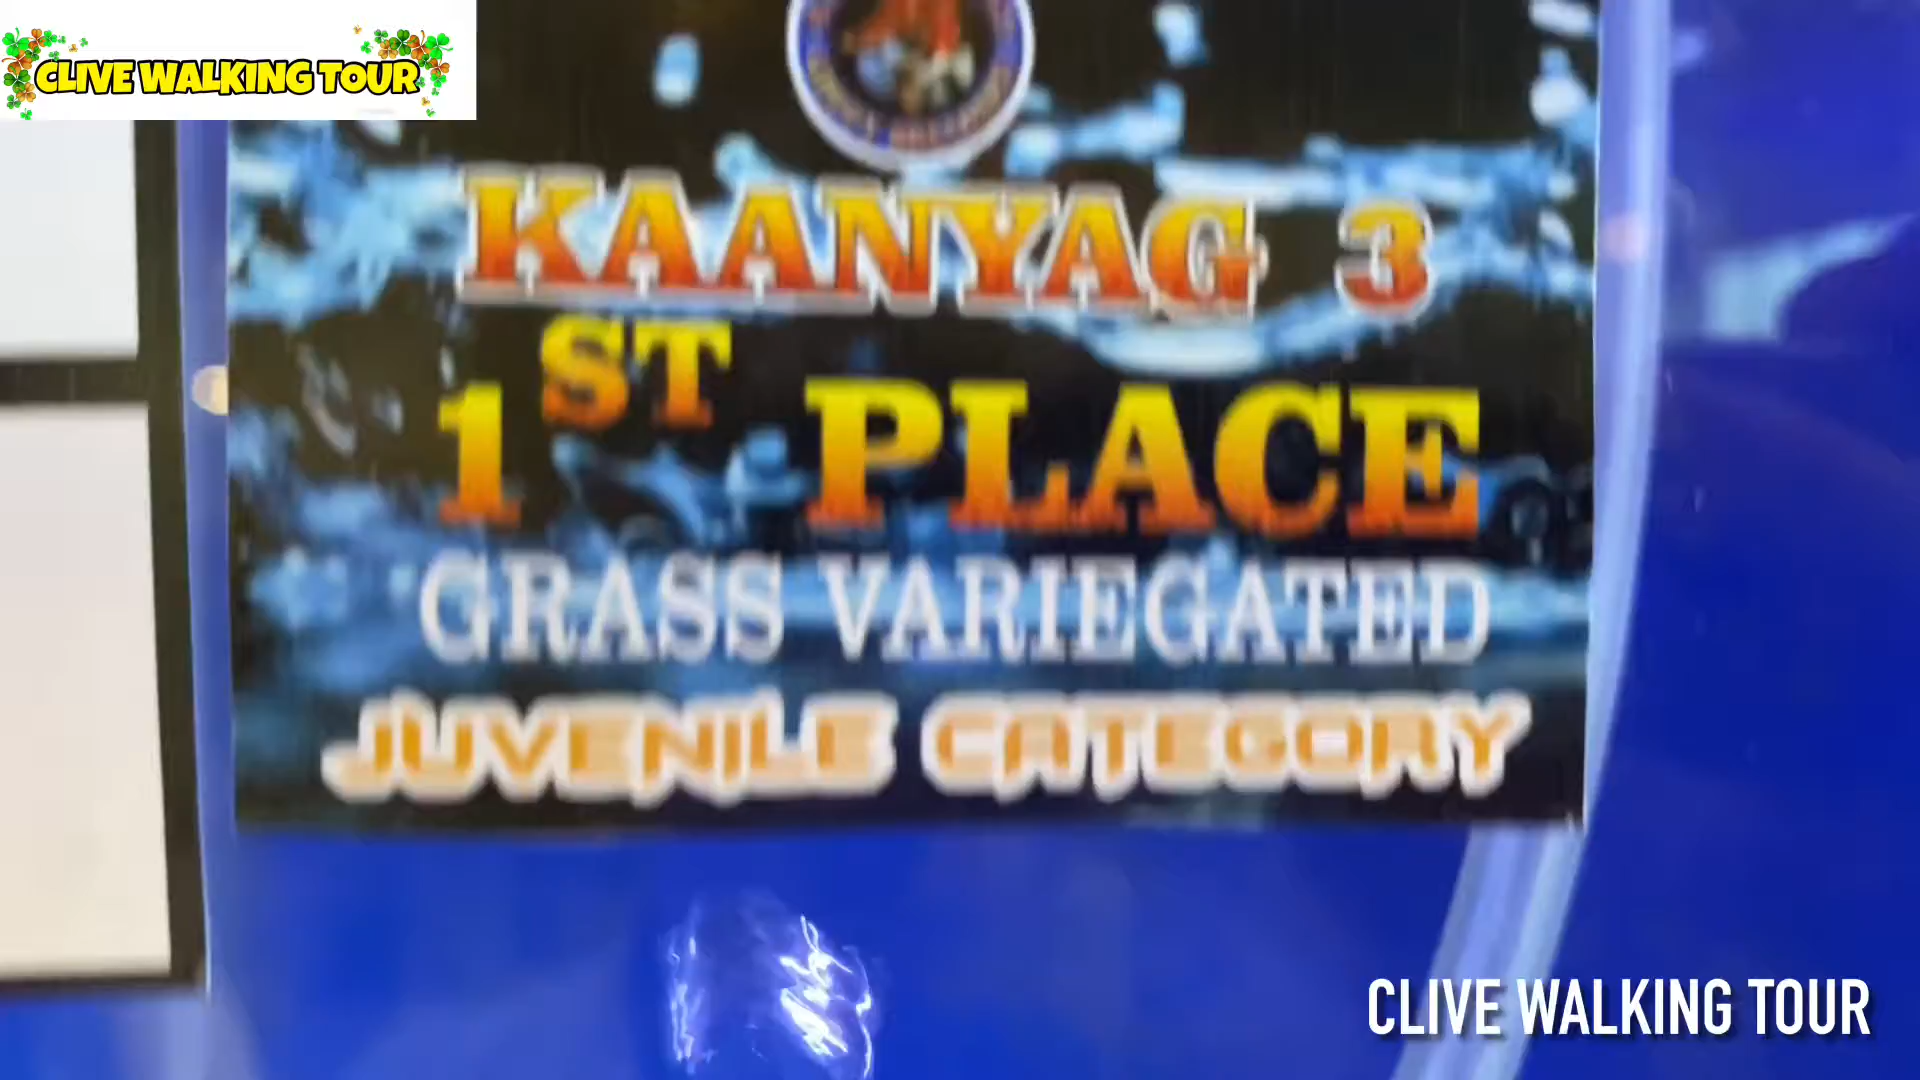 CLIVE WALKING TOUR
KAANYAG 3
1ST PLACE
GRASS VARIEGATED
JUVENILE CATEGORY
CLIVE WALKING TOUR